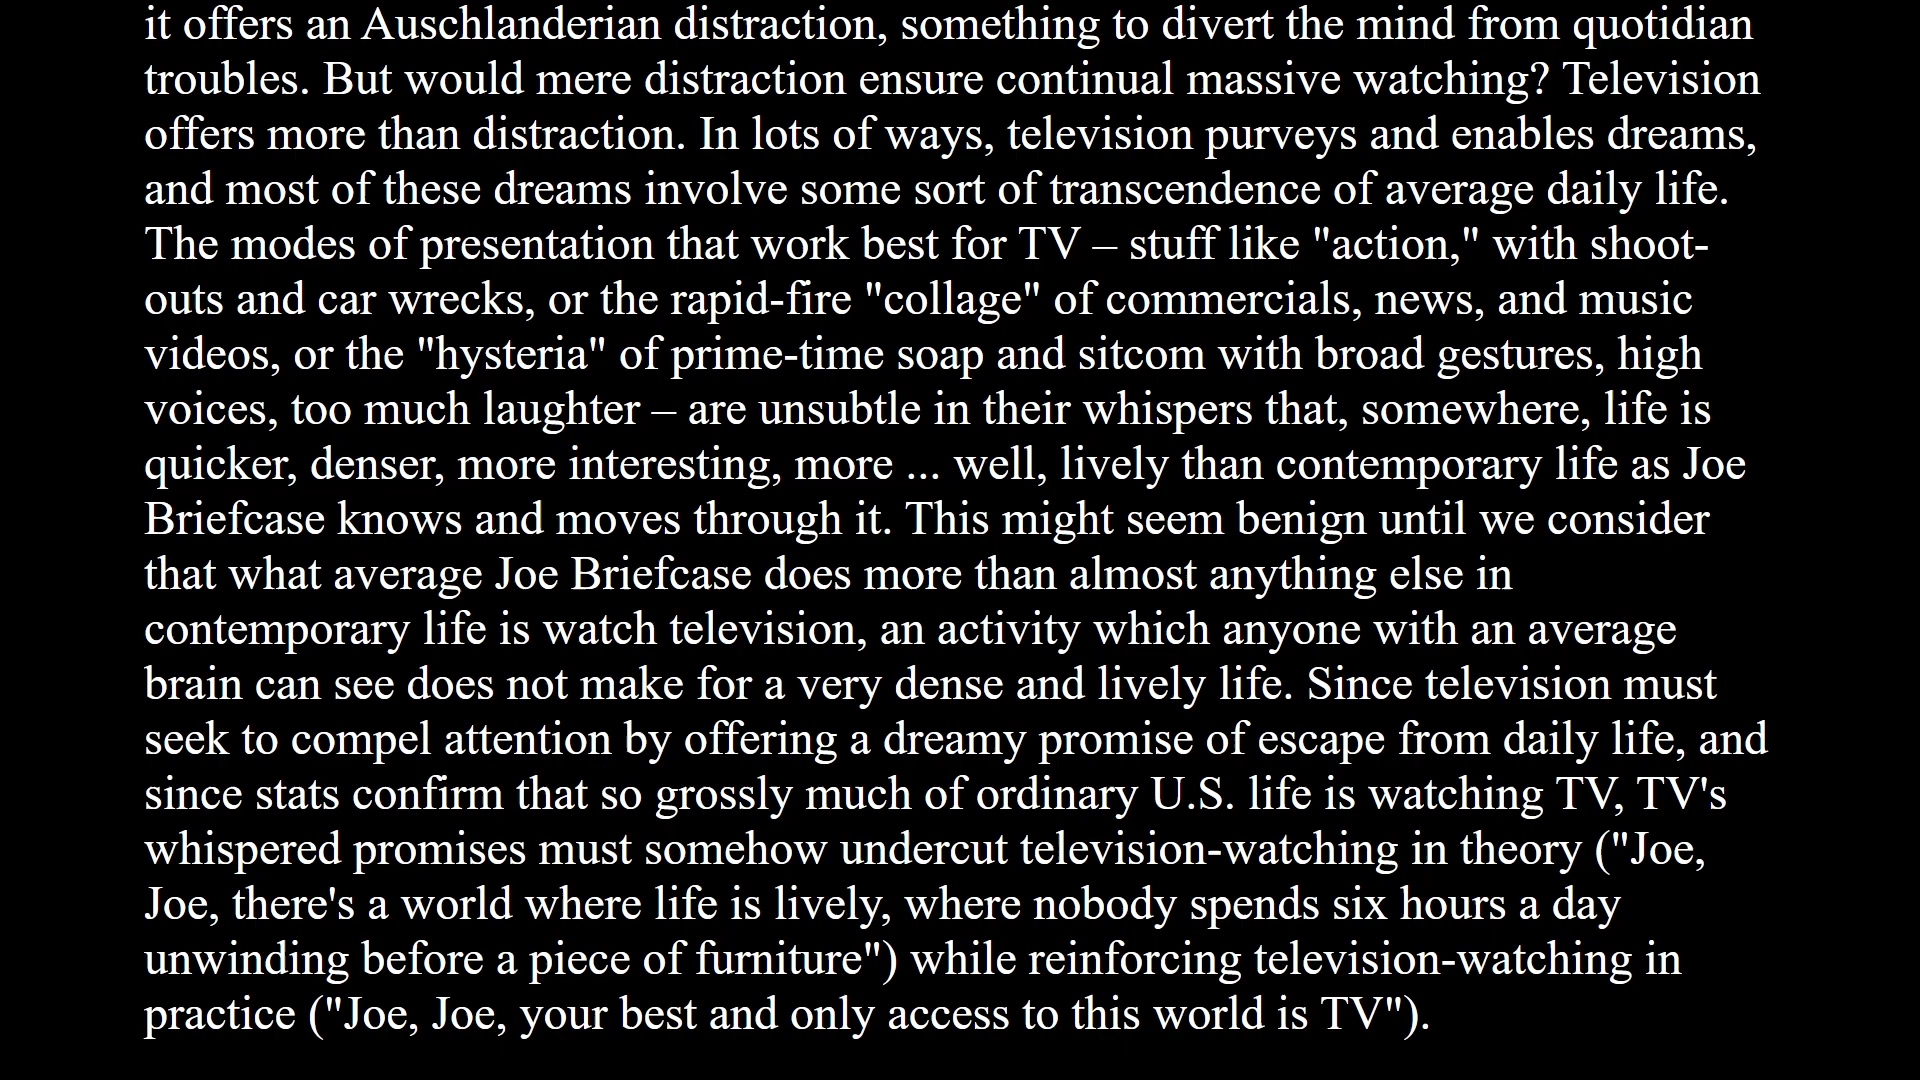 it offers an Auschlanderian distraction, something to divert the mind from quotidian
troubles. But would mere distraction ensure continual massive watching? Television
offers more than distraction. In lots of ways, television purveys and enables dreams,
and most of these dreams involve some sort of transcendence of average daily life.
The modes of presentation that work best for TV – stuff like "action," with shoot-
outs and car wrecks, or the rapid-fire "collage" of commercials, news, and music
videos, or the "hysteria" of prime-time soap and sitcom with broad gestures, high
voices, too much laughter – are unsubtle in their whispers that, somewhere, life is
quicker, denser, more interesting, more ... well, lively than contemporary life as Joe
Briefcase knows and moves through it. This might seem benign until we consider
that what average Joe Briefcase does more than almost anything else in
contemporary life is watch television, an activity which anyone with an average
brain can see does not make for a very dense and lively life. Since television must
seek to compel attention by offering a dreamy promise of escape from daily life, and
since stats confirm that so grossly much of ordinary U.S. life is watching TV, TV's
whispered promises must somehow undercut television-watching in theory ("Joe,
Joe, there's a world where life is lively, where nobody spends six hours a day
unwinding before a piece of furniture") while reinforcing television-watching in
practice ("Joe, Joe, your best and only access to this world is TV").